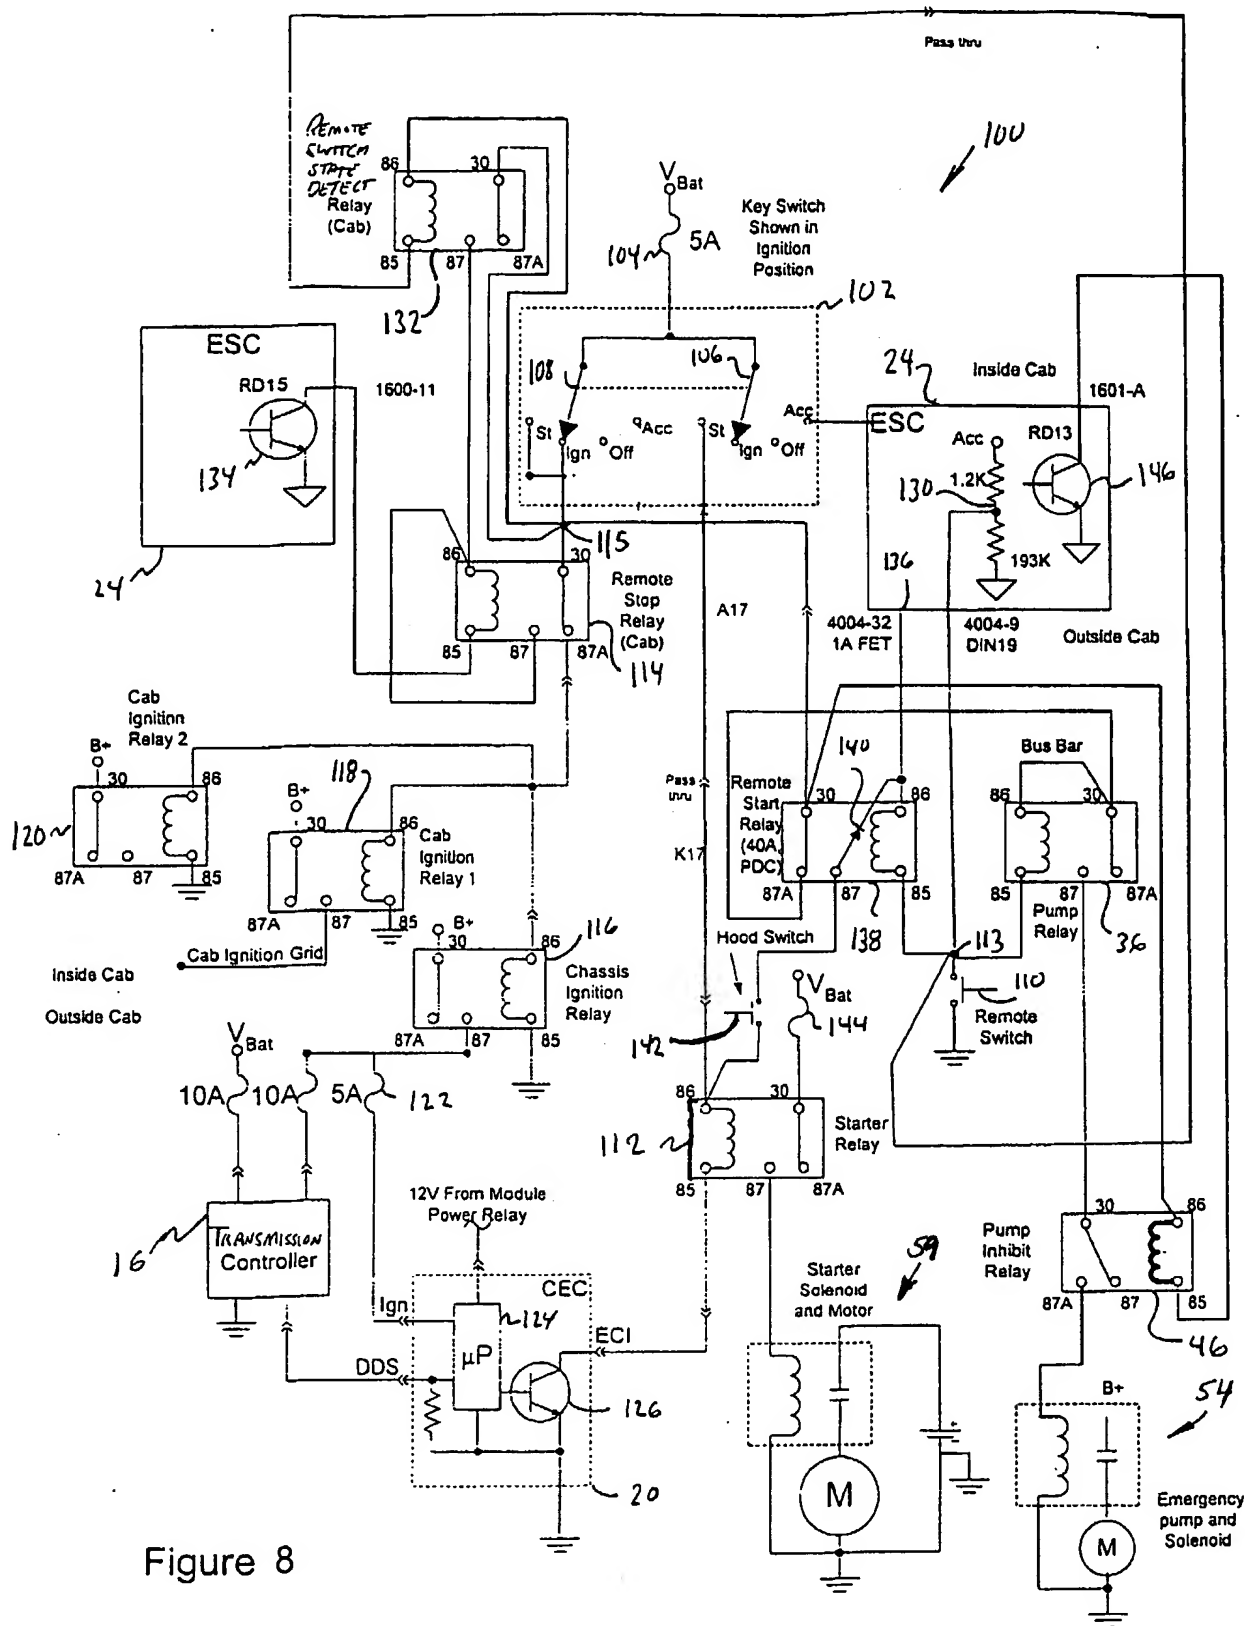 Pass thru
100
REMOTE
SWITCH
STATE
DETECT
Relay
(Cab)
86
30
85
87
87A
132
V Bat
104
5A
Key Switch
Shown in
Ignition
Position
102
108
106
St
Ign
Off
Acc
St
Ign
Off
Acc
ESC
RD15
134
24
1600-11
24
Inside Cab
1601-A
ESC
Acc
RD13
1.2K
130
146
193K
136
4004-32
1A FET
4004-9
DIN19
Outside Cab
115
86
30
Remote
Stop
Relay
(Cab)
85
87
87A
114
A17
Cab
Ignition
Relay 2
B+
30
86
120
87A
87
85
118
B+
30
86
Cab
Ignition
Relay 1
87A
87
85
Cab Ignition Grid
Inside Cab
Outside Cab
B+
30
86
116
Chassis
Ignition
Relay
87A
87
85
Pass
thru
K17
Remote
Start
Relay
(40A,
PDC)
140
30
86
87A
87
85
138
Bus Bar
86
30
85
87
87A
Pump
Relay
36
Hood Switch
142
V Bat
144
113
110
Remote
Switch
V Bat
10A
10A
5A
122
86
30
112
Starter
Relay
85
87
87A
16
TRANSMISSION
Controller
12V From Module
Power Relay
CEC
Ign
124
µP
ECI
DDS
126
20
Starter
Solenoid
and Motor
59
M
30
86
Pump
Inhibit
Relay
87A
87
85
46
B+
54
M
Emergency
pump and
Solenoid
Figure 8